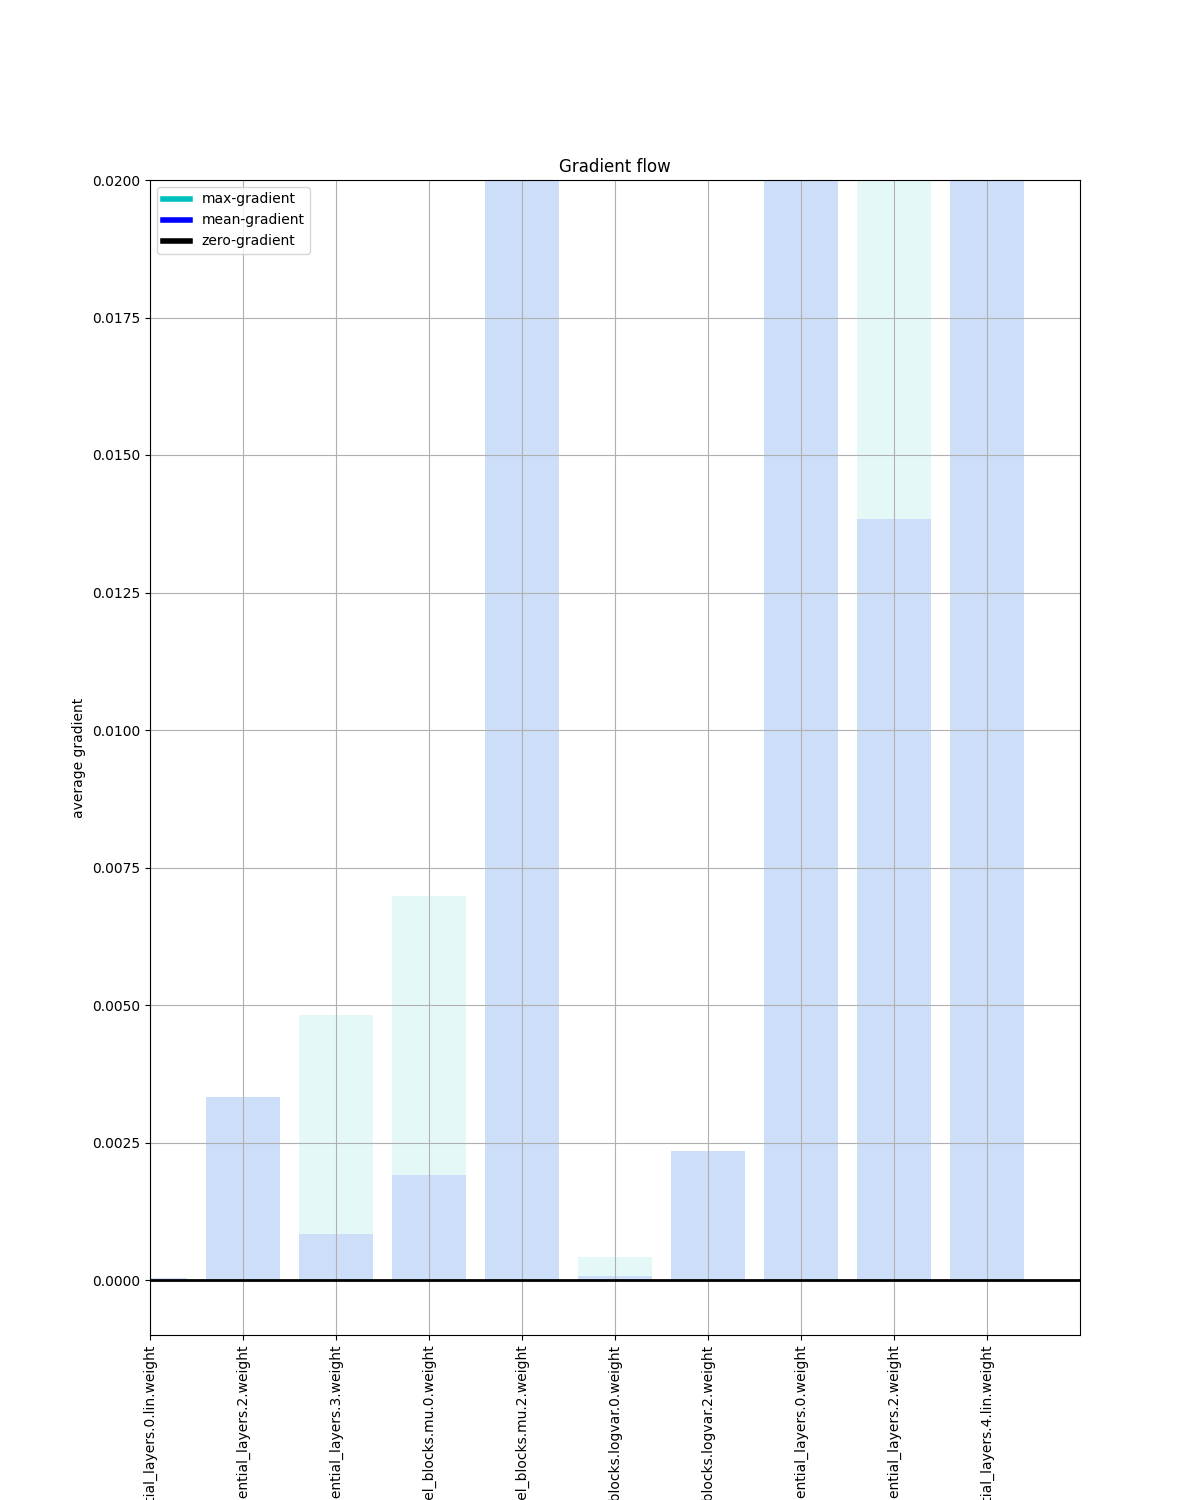 Gradient flow
max-gradient
mean-gradient
zero-gradient
0.0200
0.0175
0.0150
0.0125
0.0100
0.0075
0.0050
0.0025
0.0000
average gradient
tial_layers.0.lin.weight
ential_layers.2.weight
ential_layers.3.weight
el_blocks.mu.0.weight
el_blocks.mu.2.weight
blocks.logvar.0.weight
blocks.logvar.2.weight
ential_layers.0.weight
ential_layers.2.weight
tial_layers.4.lin.weight